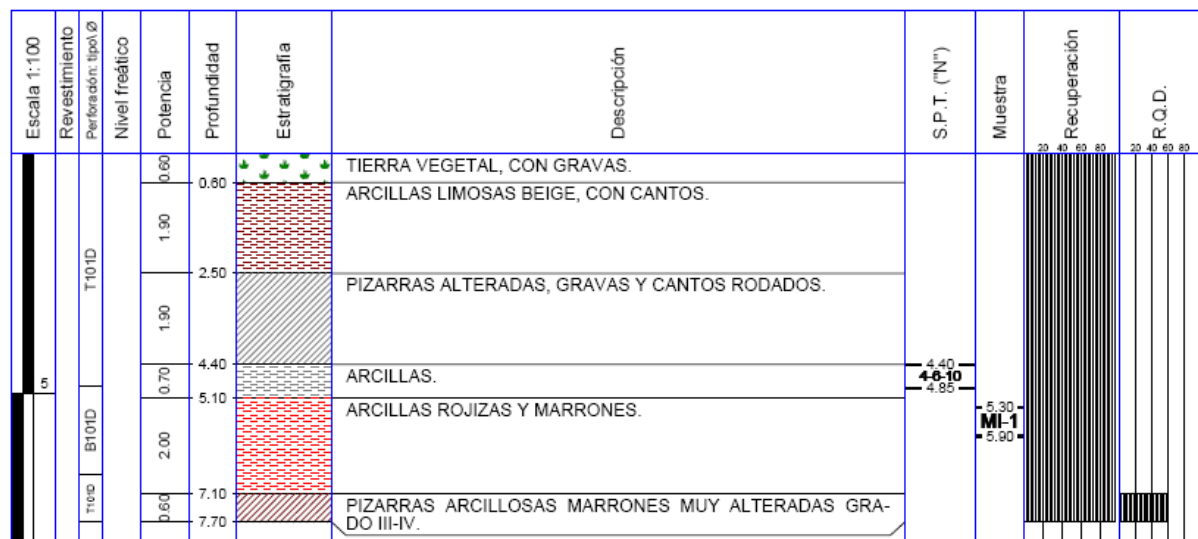 Escala 1:100
Revestimiento
Perforación: tipo\ Ø
Nivel freático
Potencia
Profundidad
Estratigrafía
Descripción
S.P.T. ("N")
Muestra
Recuperación
R.Q.D.
20 40 60 80
20 40 60 80
0.60
TIERRA VEGETAL, CON GRAVAS.
0.60
ARCILLAS LIMOSAS BEIGE, CON CANTOS.
1.90
T101D
2.50
PIZARRAS ALTERADAS, GRAVAS Y CANTOS RODADOS.
1.90
4.40
4.40
0.70
ARCILLAS.
4-6-10
5
4.85
5.10
ARCILLAS ROJIZAS Y MARRONES.
5.30
B101D
MI-1
2.00
5.90
7.10
T101D
0.60
PIZARRAS ARCILLOSAS MARRONES MUY ALTERADAS GRA-
DO III-IV.
7.70